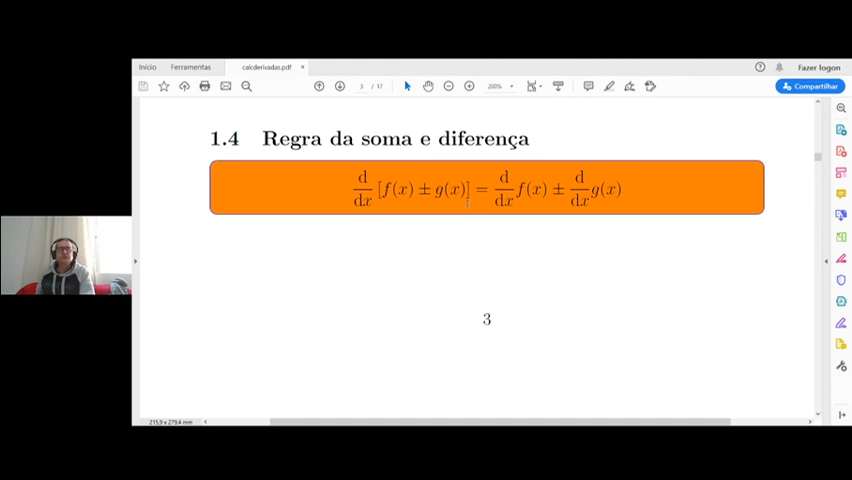 Início Ferramentas calcderivadas.pdf × Fazer logon
3 / 17 200% Compartilhar
1.4 Regra da soma e diferença
d/dx [f(x) ± g(x)] = d/dx f(x) ± d/dx g(x)
3
215,9 x 279,4 mm